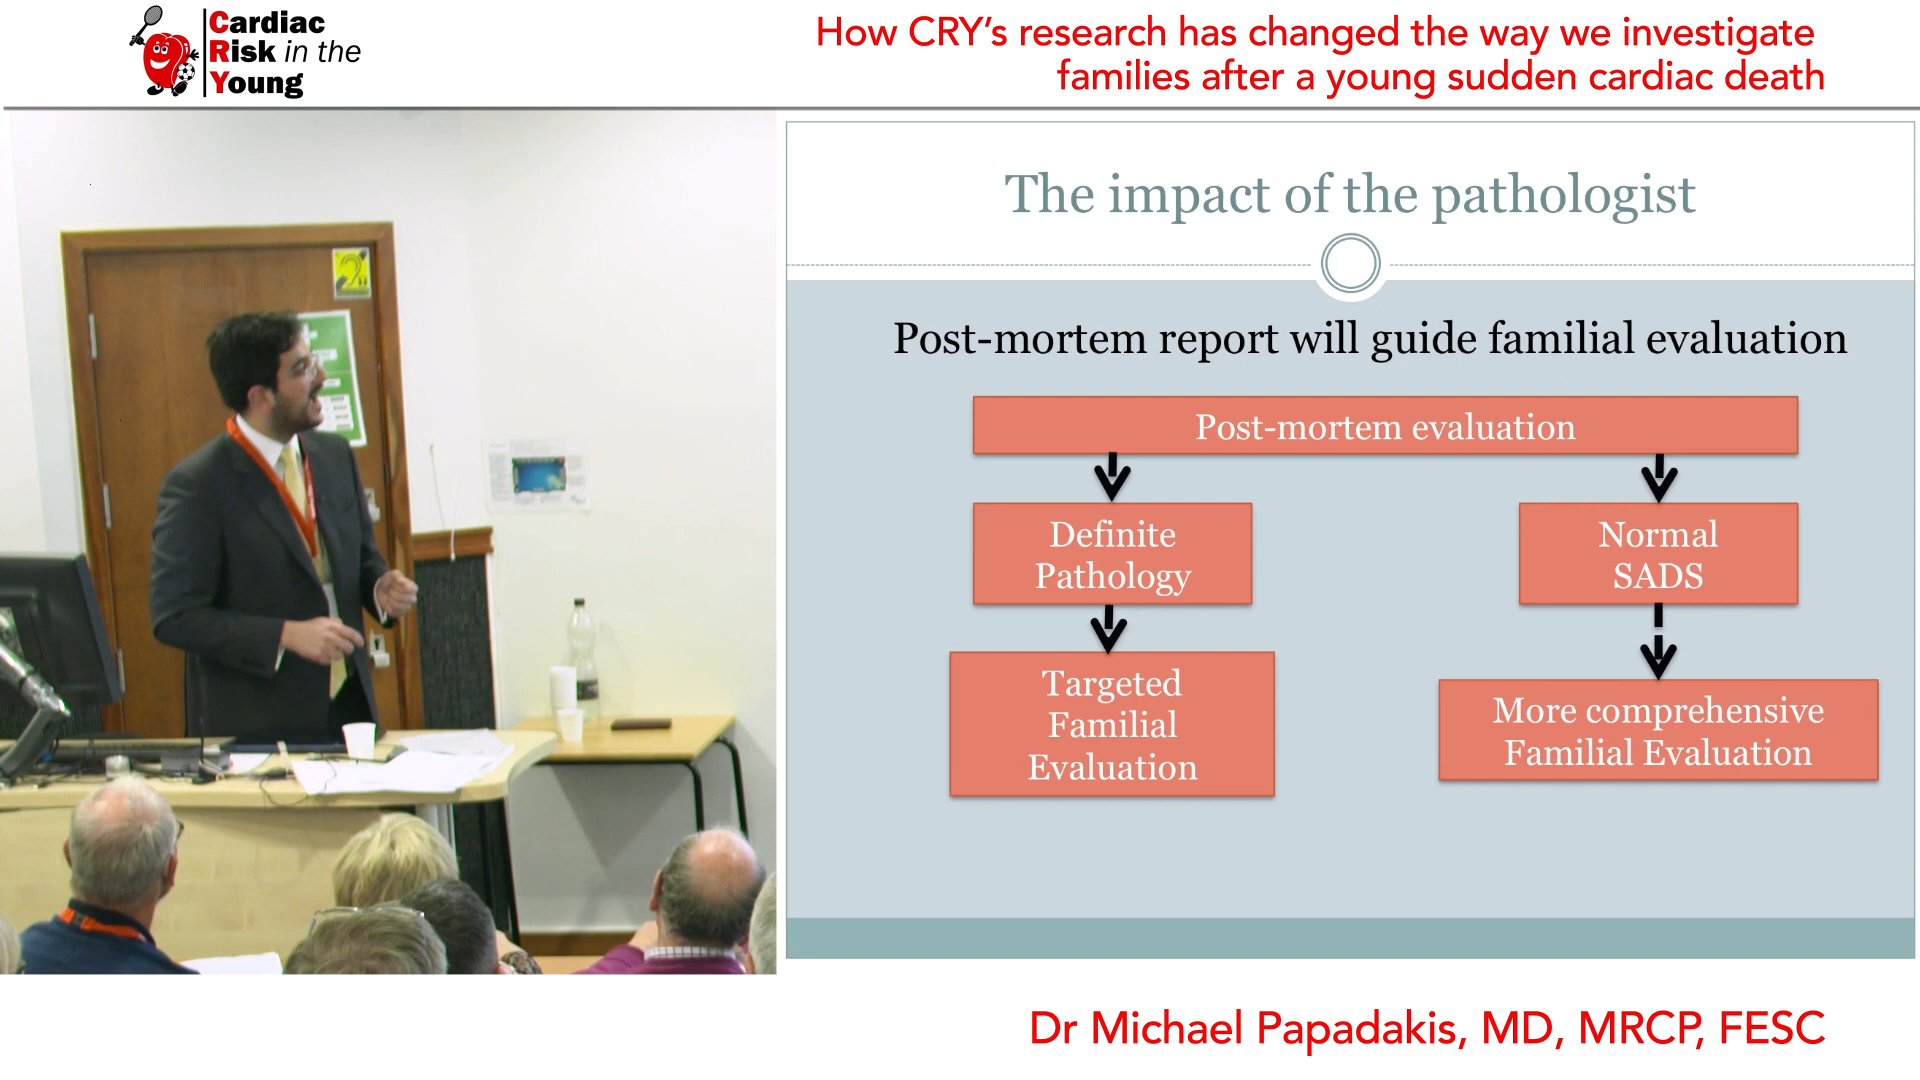 Cardiac
Risk in the
Young
How CRY's research has changed the way we investigate
families after a young sudden cardiac death
The impact of the pathologist
Post-mortem report will guide familial evaluation
Post-mortem evaluation
Definite
Pathology
Normal
SADS
Targeted
Familial
Evaluation
More comprehensive
Familial Evaluation
Dr Michael Papadakis, MD, MRCP, FESC